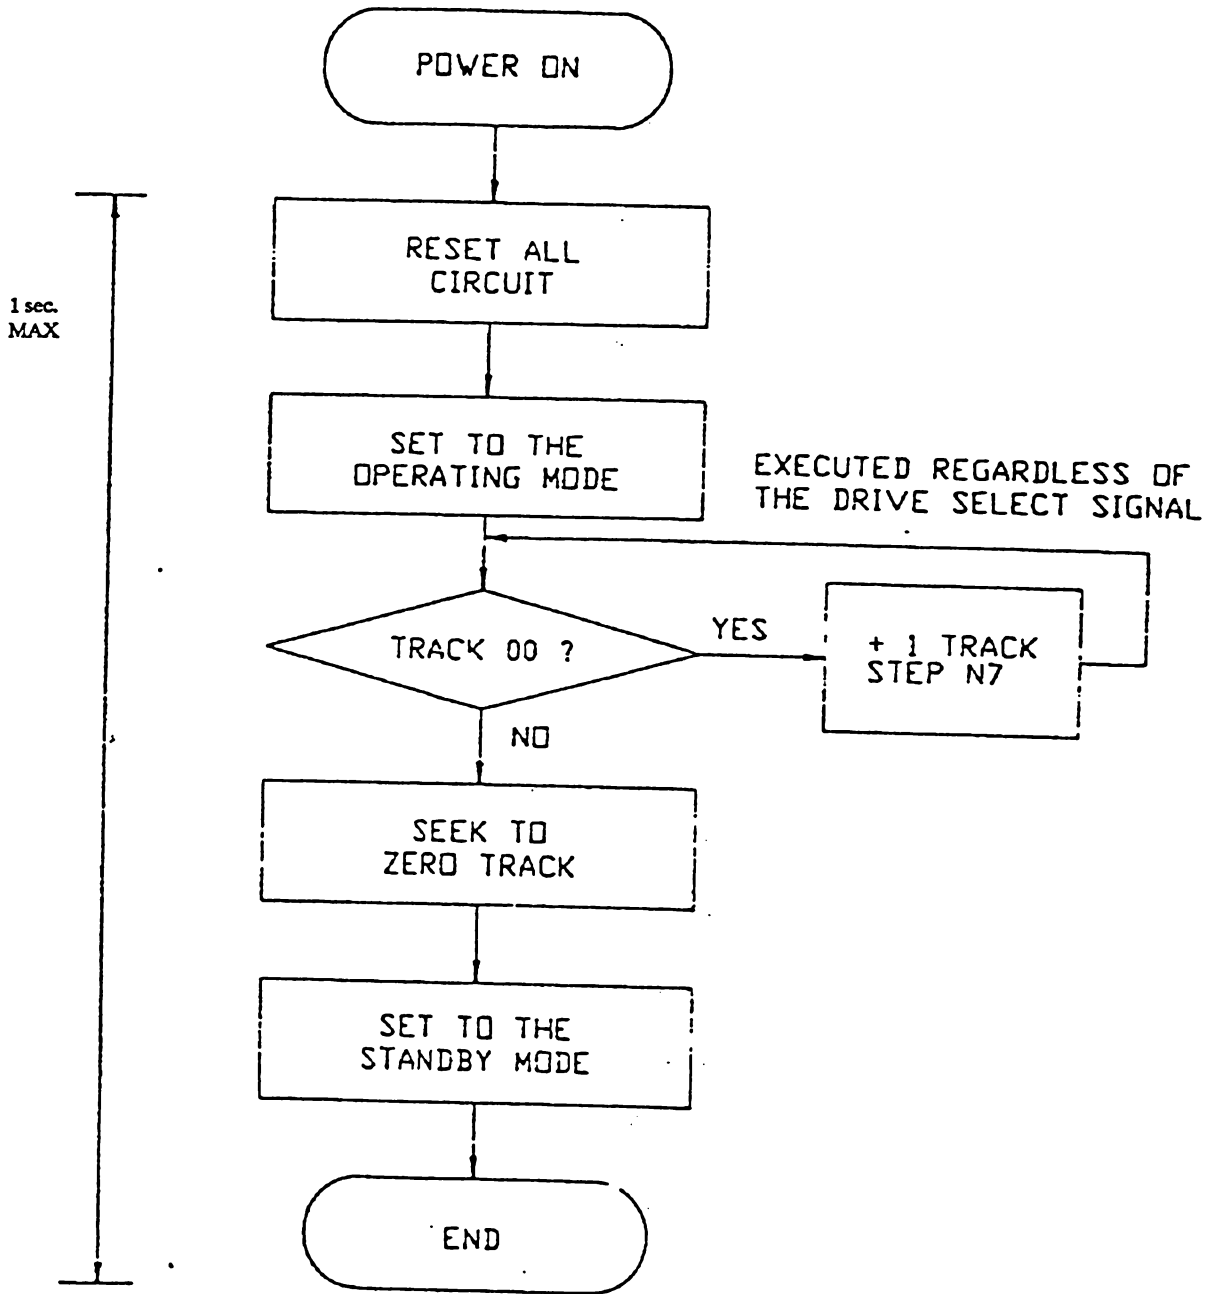 POWER ON
RESET ALL
CIRCUIT
1 sec.
MAX
SET TO THE
OPERATING MODE
EXECUTED REGARDLESS OF
THE DRIVE SELECT SIGNAL
TRACK 00 ?
YES
+ 1 TRACK
STEP N7
NO
SEEK TO
ZERO TRACK
SET TO THE
STANDBY MODE
END